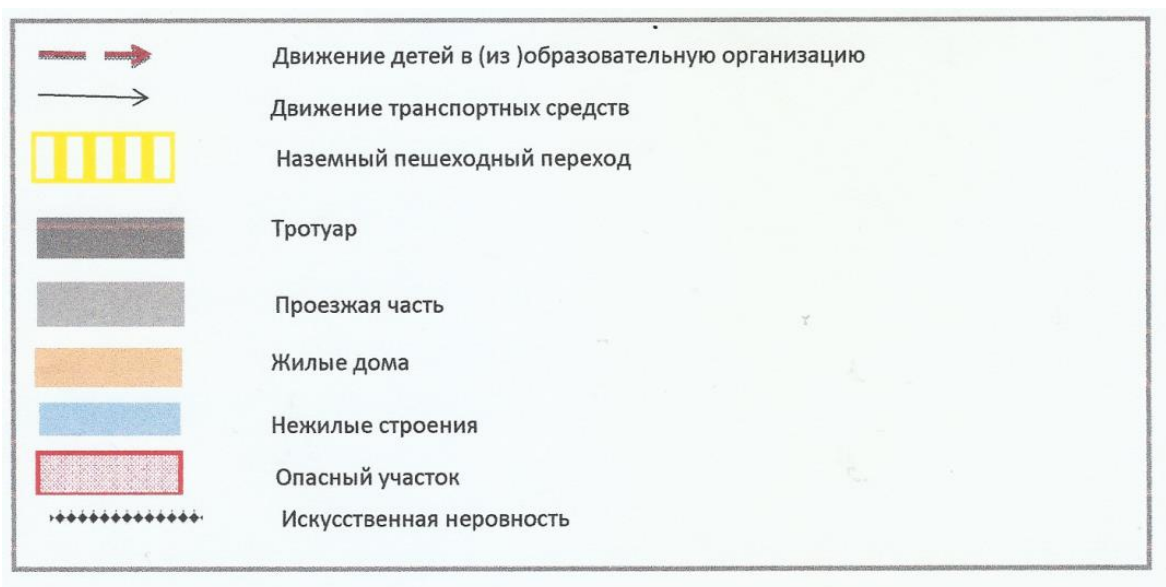 Движение детей в (из )образовательную организацию
Движение транспортных средств
Наземный пешеходный переход
Тротуар
Проезжая часть
Жилые дома
Нежилые строения
Опасный участок
Искусственная неровность